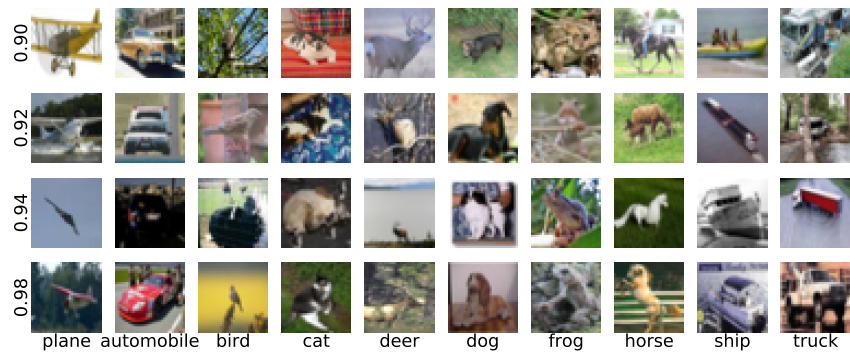 0.90
0.92
0.94
0.98
plane automobile bird cat deer dog frog horse ship truck